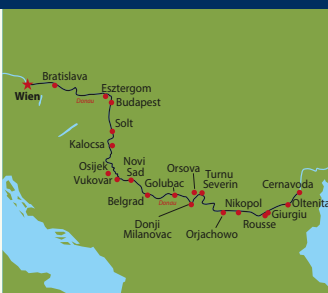 Bratislava
Wien
Esztergom
Donau
Budapest
Solt
Kalocsa
Osijek
Novi
Sad
Vukovar
Orsova
Turnu
Severin
Golubac
Cernavoda
Belgrad
Donau
Nikopol
Oltenita
Donji
Milanovac
Giurgiu
Orjachowo
Rousse